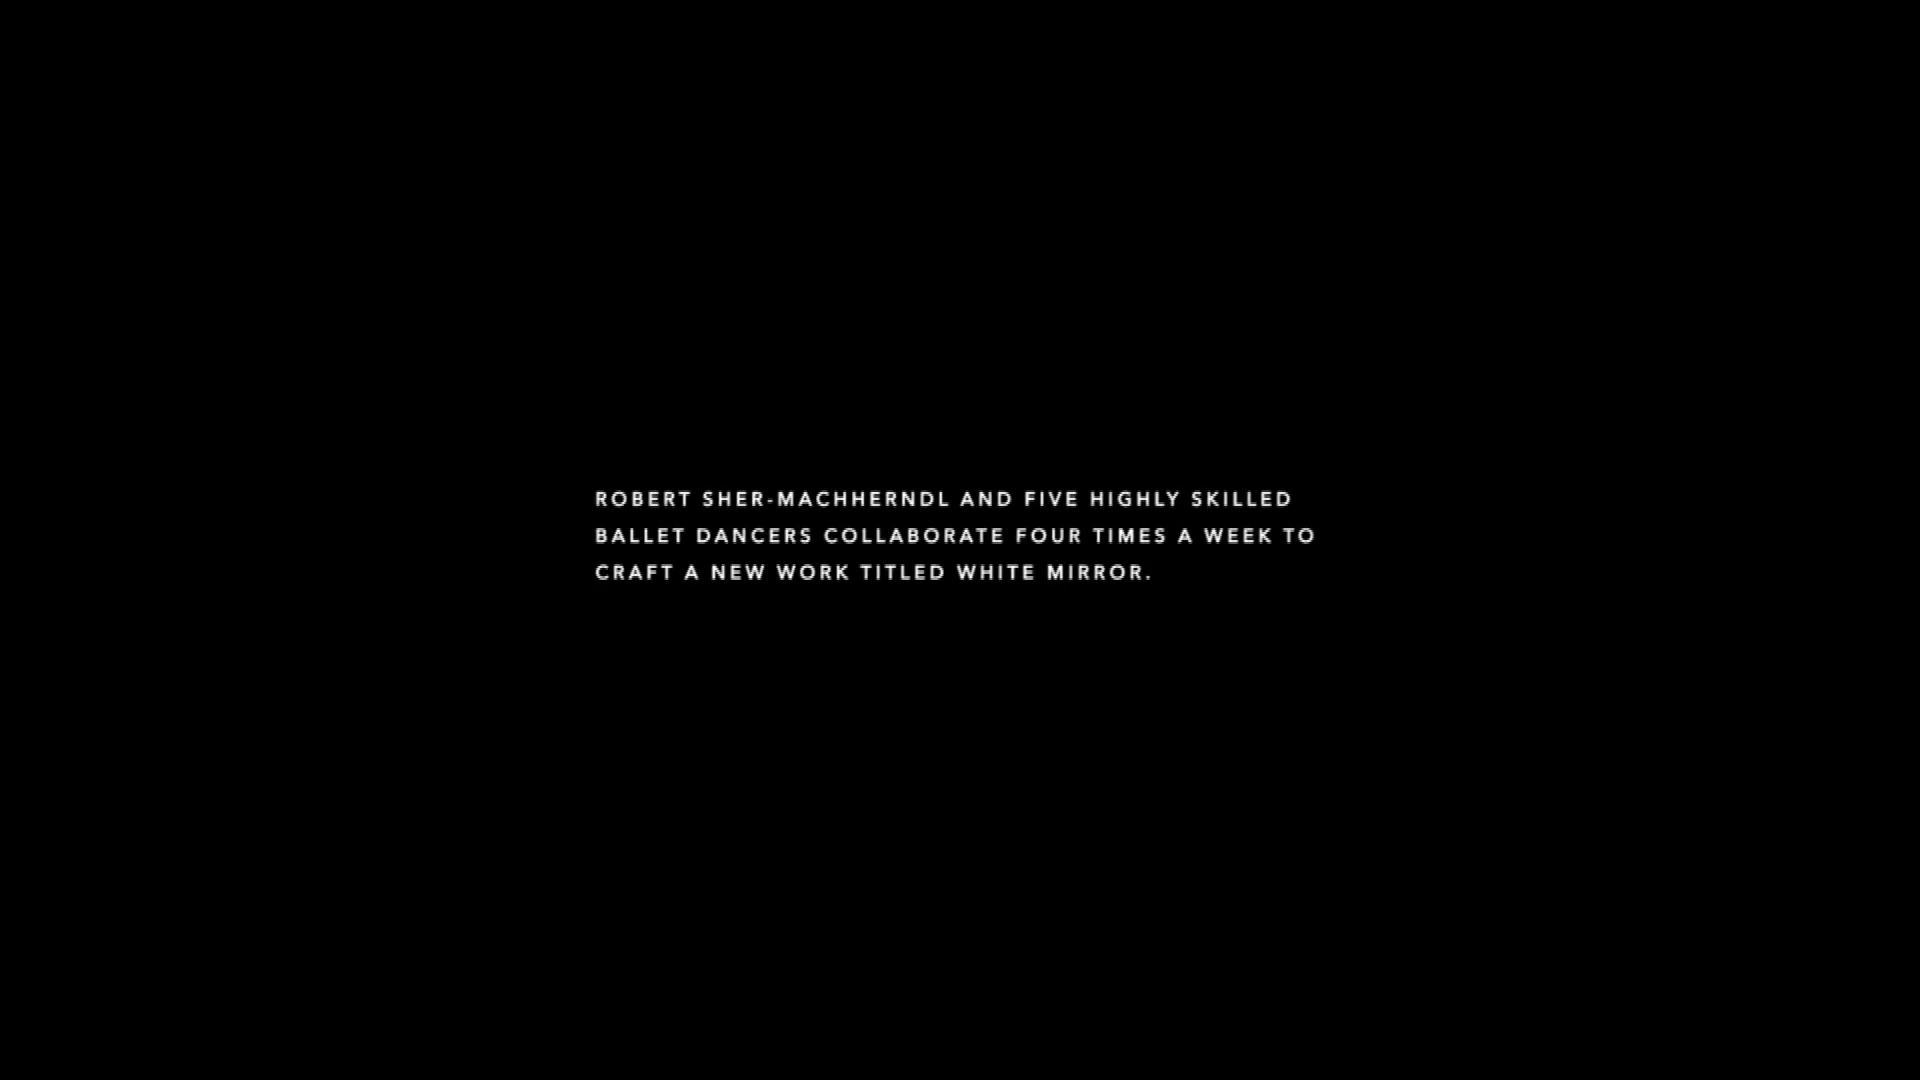 ROBERT SHER-MACHHERNDL AND FIVE HIGHLY SKILLED
BALLET DANCERS COLLABORATE FOUR TIMES A WEEK TO
CRAFT A NEW WORK TITLED WHITE MIRROR.